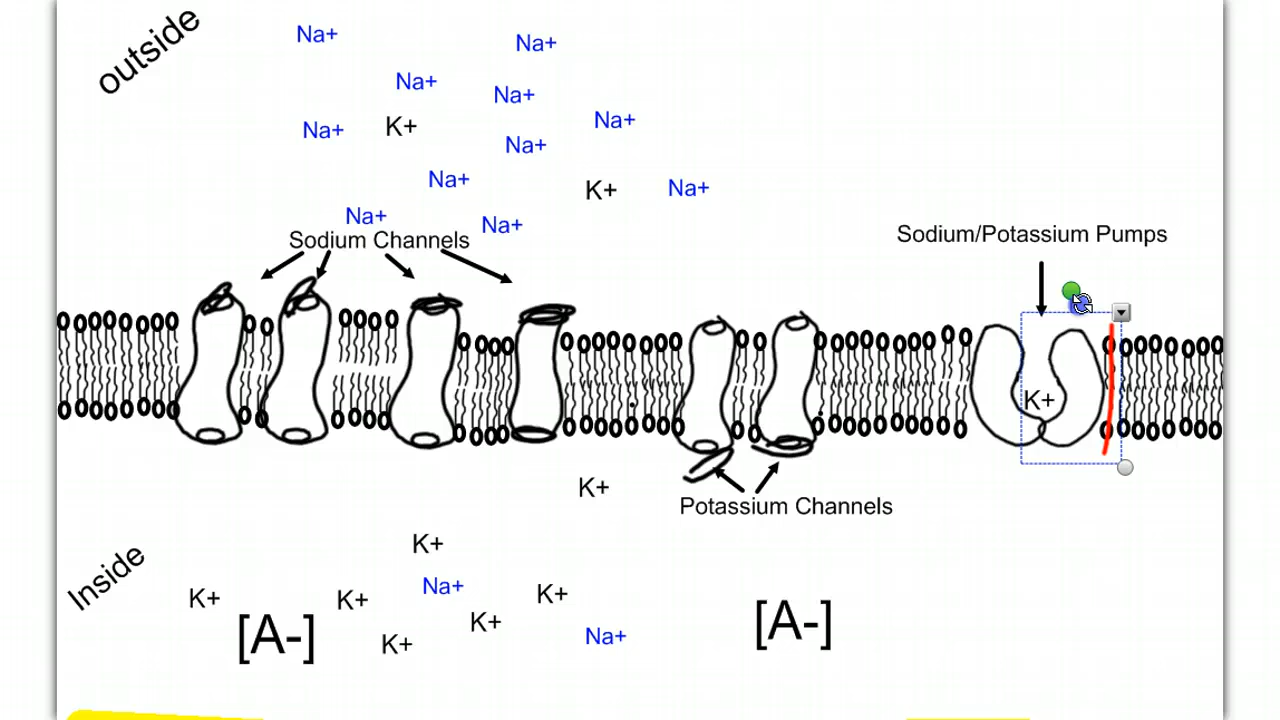 outside
Na+
Na+
Na+
Na+
Na+
Na+
K+
Na+
Na+
K+
Na+
Na+
Na+
Sodium Channels
Sodium/Potassium Pumps
K+
K+
Potassium Channels
K+
Inside
Na+
K+
K+
K+
K+
K+
Na+
[A-]
[A-]